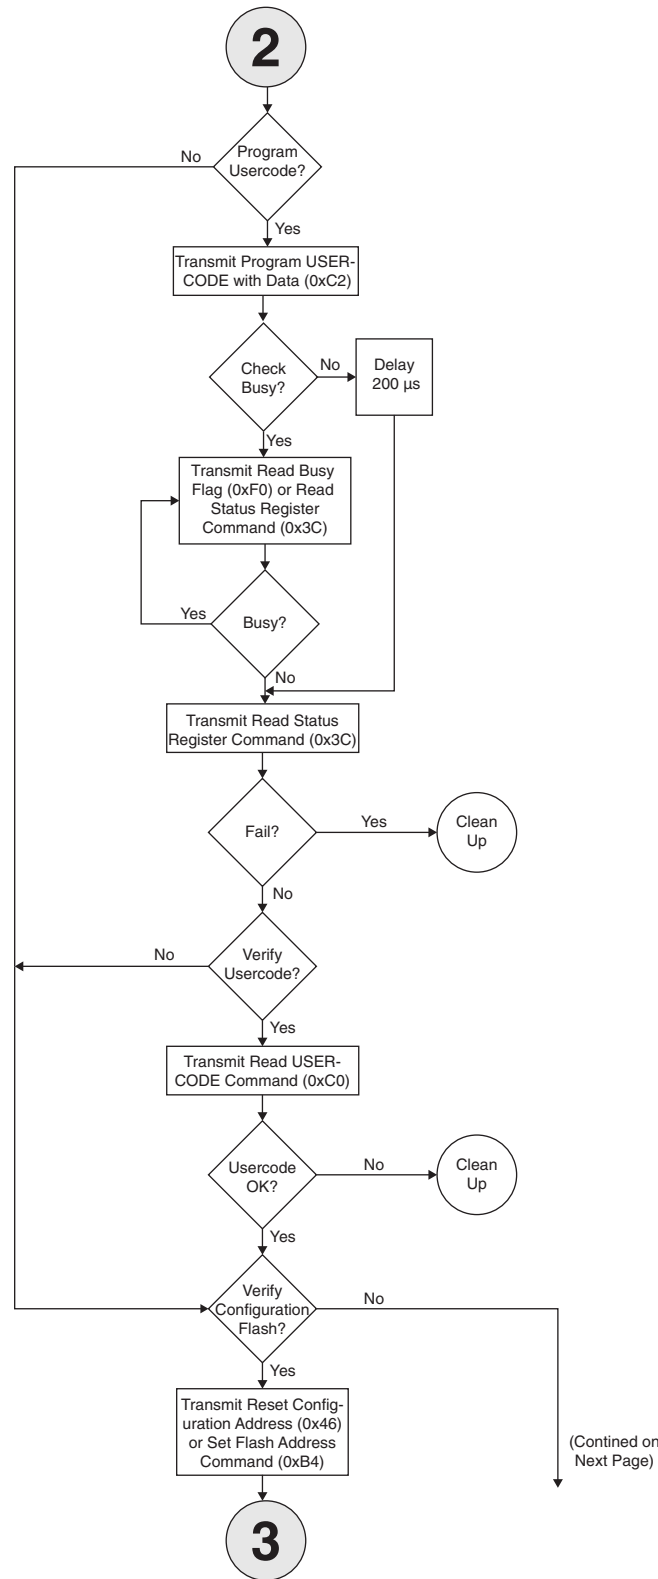 2
Program
Usercode?
No
Yes
Transmit Program USER-
CODE with Data (0xC2)
Check
Busy?
No
Delay
200 µs
Yes
Transmit Read Busy
Flag (0xF0) or Read
Status Register
Command (0x3C)
Yes
Busy?
No
Transmit Read Status
Register Command (0x3C)
Fail?
Yes
Clean
Up
No
No
Verify
Usercode?
Yes
Transmit Read USER-
CODE Command (0xC0)
Usercode
OK?
No
Clean
Up
Yes
Verify
Configuration
Flash?
No
Yes
Transmit Reset Config-
uration Address (0x46)
or Set Flash Address
Command (0xB4)
(Contined on
Next Page)
3